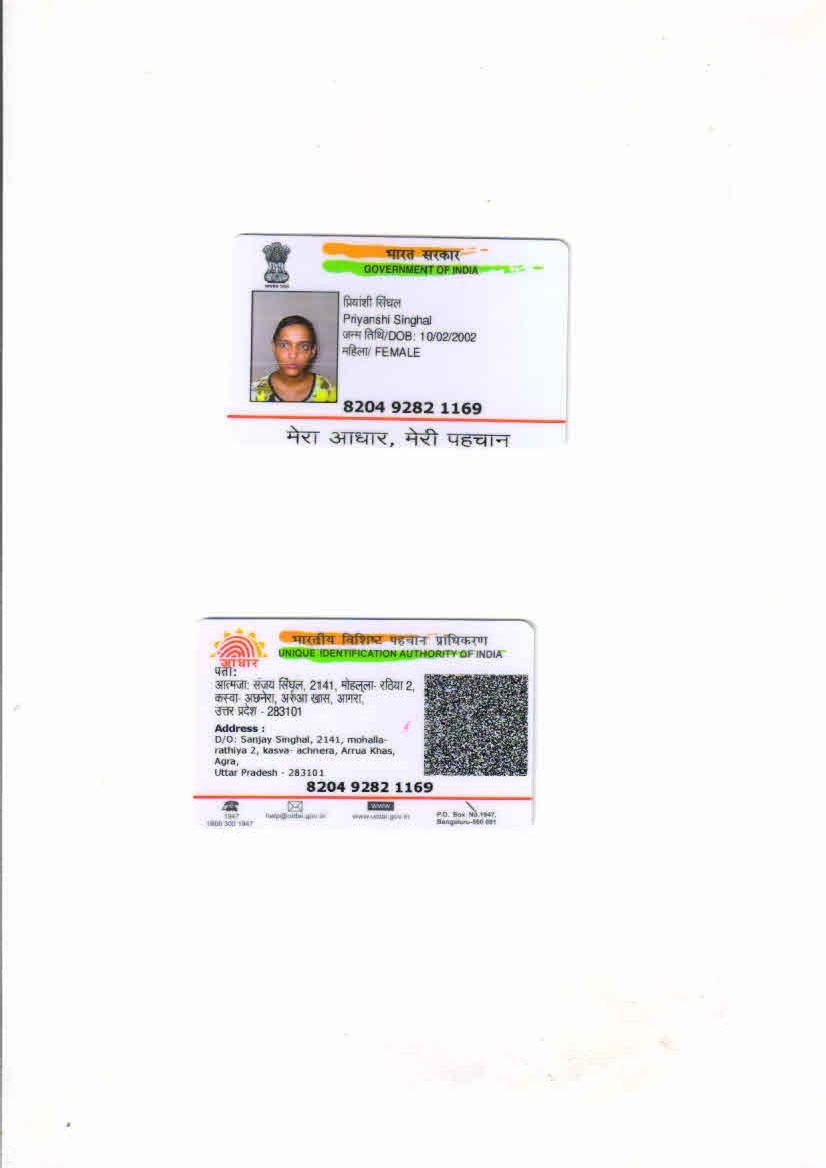 भारत सरकार
GOVERNMENT OF INDIA
प्रियांशी सिंघल
Priyanshi Singhal
जन्म तिथि/DOB: 10/02/2002
महिला/ FEMALE
8204 9282 1169
मेरा आधार, मेरी पहचान
भारतीय विशिष्ट पहचान प्राधिकरण
UNIQUE IDENTIFICATION AUTHORITY OF INDIA
आधार
पता:
आत्मजा: संजय सिंघल, 2141, मोहल्ला- रठिया 2,
कस्वा- अछनेरा, अरुआ खास, आगरा,
उत्तर प्रदेश - 283101
Address :
D/O: Sanjay Singhal, 2141, mohalla-
rathiya 2, kasva- achnera, Arrua Khas,
Agra,
Uttar Pradesh - 283101
8204 9282 1169
1947
1800 300 1947
help@uidai.gov.in
WWW
www.uidai.gov.in
P.O. Box No.1947,
Bengaluru-560 001